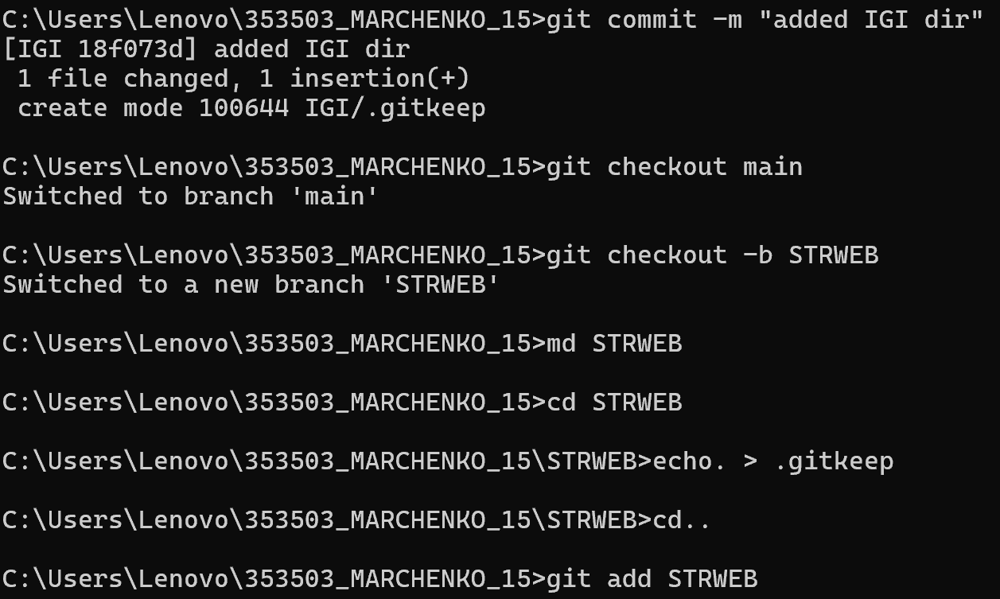 C:\Users\Lenovo\353503_MARCHENKO_15>git commit -m "added IGI dir"
[IGI 18f073d] added IGI dir
 1 file changed, 1 insertion(+)
 create mode 100644 IGI/.gitkeep
C:\Users\Lenovo\353503_MARCHENKO_15>git checkout main
Switched to branch 'main'
C:\Users\Lenovo\353503_MARCHENKO_15>git checkout -b STRWEB
Switched to a new branch 'STRWEB'
C:\Users\Lenovo\353503_MARCHENKO_15>md STRWEB
C:\Users\Lenovo\353503_MARCHENKO_15>cd STRWEB
C:\Users\Lenovo\353503_MARCHENKO_15\STRWEB>echo. > .gitkeep
C:\Users\Lenovo\353503_MARCHENKO_15\STRWEB>cd..
C:\Users\Lenovo\353503_MARCHENKO_15>git add STRWEB